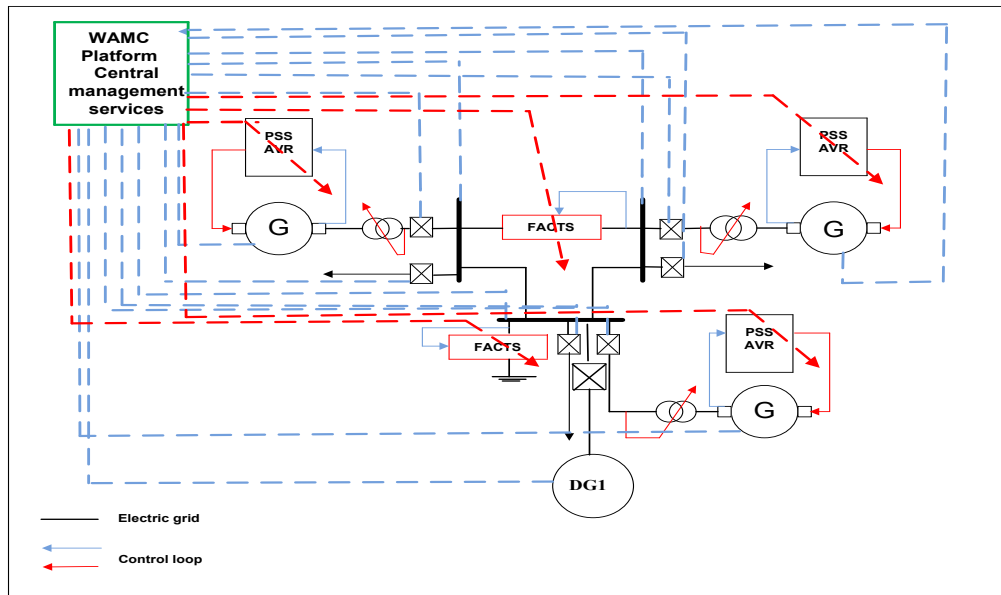 WAMC
Platform
Central
management
services
PSS
AVR
G
FACTS
PSS
AVR
G
FACTS
PSS
AVR
G
DG1
Electric grid
Control loop